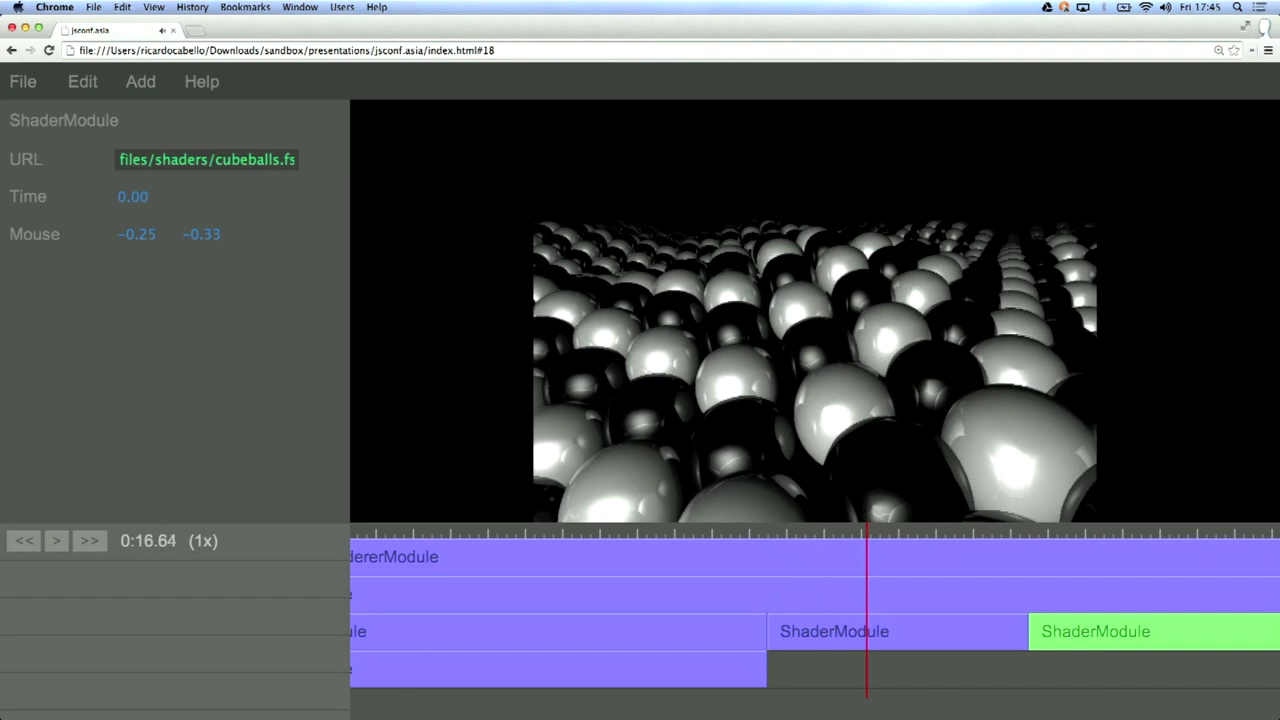 Chrome File Edit View History Bookmarks Window Users Help Fri 17:45
jsconf.asia
file:///Users/ricardocabello/Downloads/sandbox/presentations/jsconf.asia/index.html#18
File Edit Add Help
ShaderModule
URL files/shaders/cubeballs.fs
Time 0.00
Mouse −0.25 −0.33
<< > >> 0:16.64 (1x)
dererModule
e
ule ShaderModule ShaderModule
e